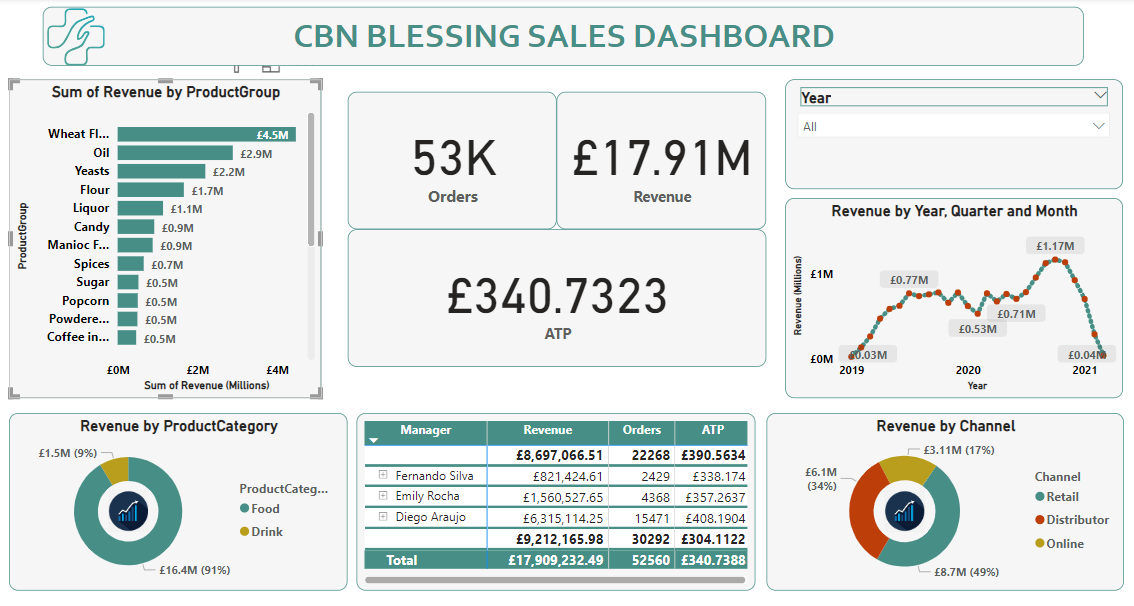 CBN BLESSING SALES DASHBOARD
Sum of Revenue by ProductGroup
ProductGroup
Wheat Fl... £4.5M
Oil £2.9M
Yeasts £2.2M
Flour £1.7M
Liquor £1.1M
Candy £0.9M
Manioc F... £0.9M
Spices £0.7M
Sugar £0.5M
Popcorn £0.5M
Powdere... £0.5M
Coffee in... £0.5M
£0M £2M £4M
Sum of Revenue (Millions)
53K
Orders
£17.91M
Revenue
£340.7323
ATP
Year
All
Revenue by Year, Quarter and Month
Revenue (Millions)
£1M
£0M
£0.03M
£0.77M
£0.53M
£0.71M
£1.17M
£0.04M
2019 2020 2021
Year
Revenue by ProductCategory
£1.5M (9%)
£16.4M (91%)
ProductCateg...
Food
Drink
Manager Revenue Orders ATP
£8,697,066.51 22268 £390.5634
Fernando Silva £821,424.61 2429 £338.174
Emily Rocha £1,560,527.65 4368 £357.2637
Diego Araujo £6,315,114.25 15471 £408.1904
£9,212,165.98 30292 £304.1122
Total £17,909,232.49 52560 £340.7388
Revenue by Channel
£3.11M (17%)
£6.1M
(34%)
£8.7M (49%)
Channel
Retail
Distributor
Online